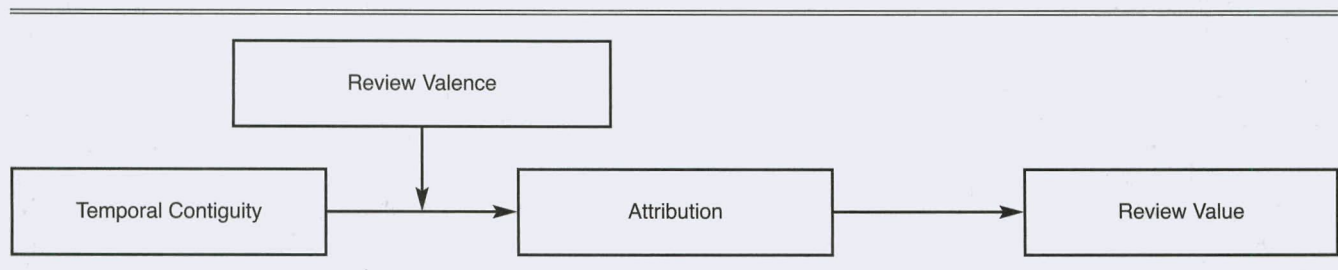 Review Valence
Temporal Contiguity
Attribution
Review Value